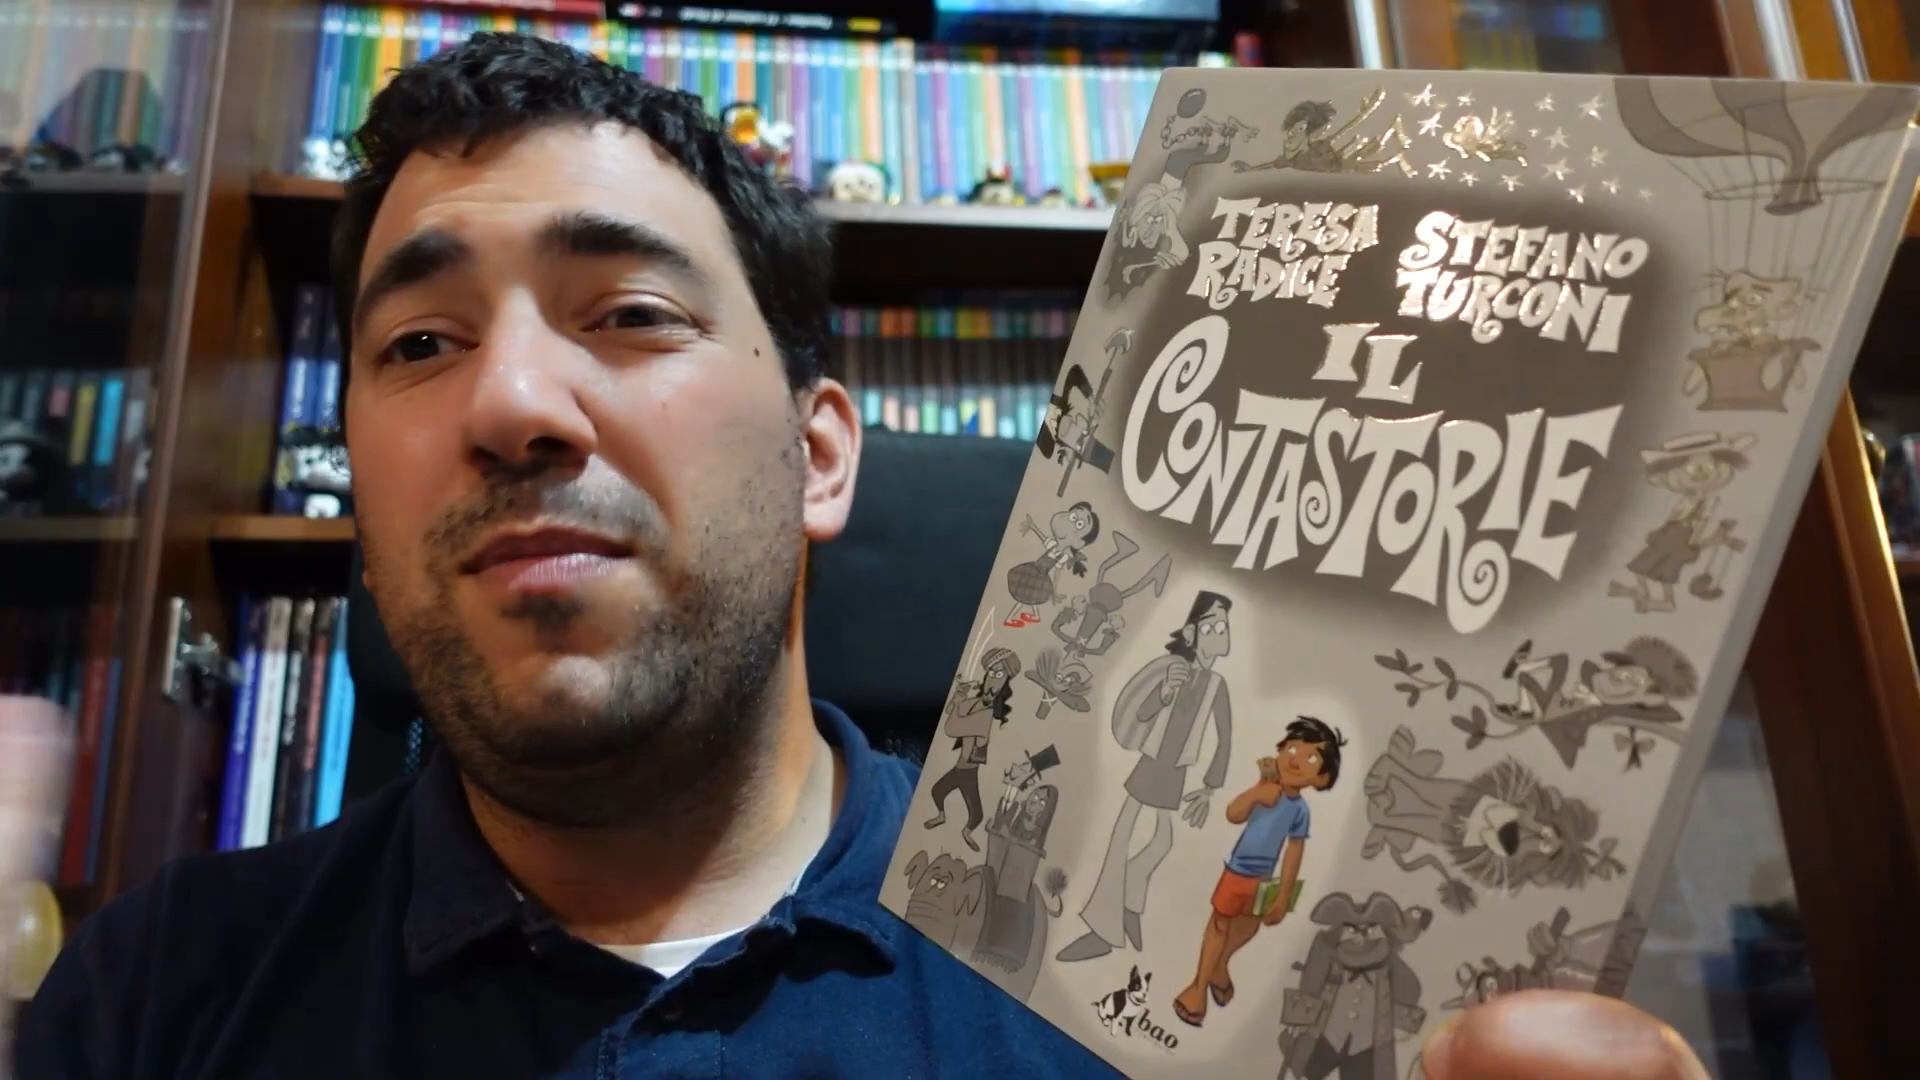 TERESA RADICE
STEFANO TURCONI
IL
CONTASTORIE
bao